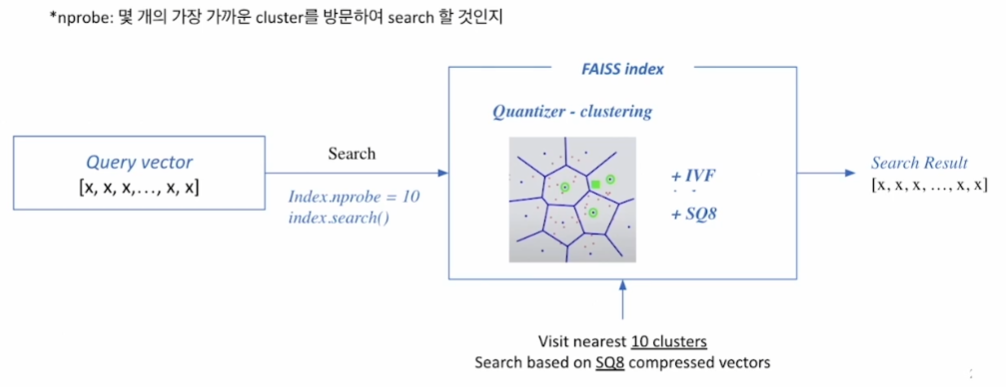 *nprobe: 몇 개의 가장 가까운 cluster를 방문하여 search 할 것인지
FAISS index
Quantizer - clustering
Query vector
[x, x, x,..., x, x]
Search
Index.nprobe = 10
index.search()
+ IVF
+ SQ8
Search Result
[x, x, x, ..., x, x]
Visit nearest 10 clusters
Search based on SQ8 compressed vectors